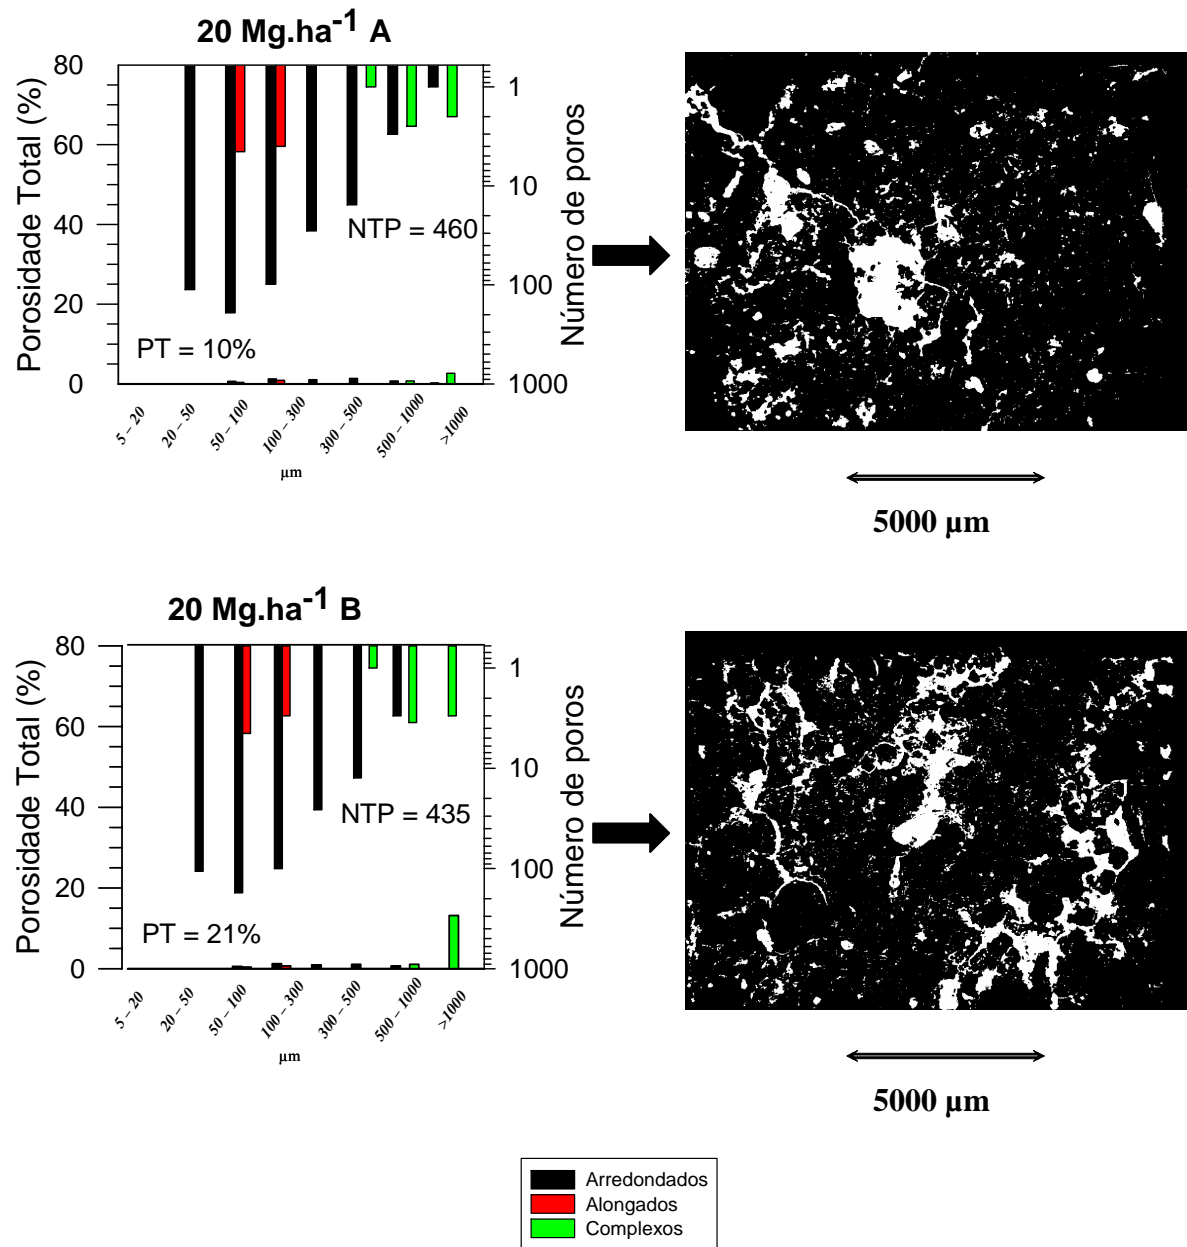 20 Mg.ha-1 A
Porosidade Total (%)
80
60
40
20
0
NTP = 460
PT = 10%
1
10
100
1000
Número de poros
5 – 20
20 – 50
50 – 100
100 – 300
300 – 500
500 – 1000
>1000
µm
5000 µm
20 Mg.ha-1 B
Porosidade Total (%)
80
60
40
20
0
NTP = 435
PT = 21%
1
10
100
1000
Número de poros
5 – 20
20 – 50
50 – 100
100 – 300
300 – 500
500 – 1000
>1000
µm
5000 µm
Arredondados
Alongados
Complexos